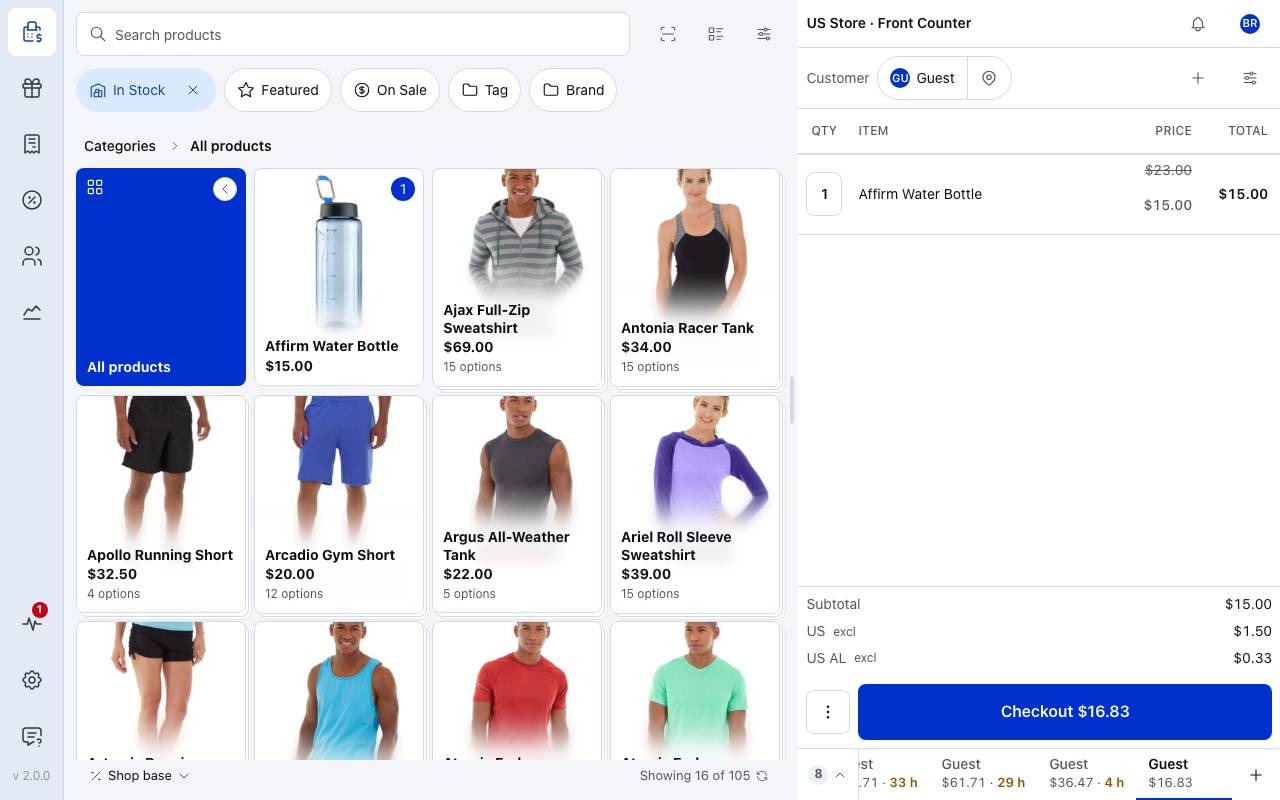 Search products
In Stock
Featured
On Sale
Tag
Brand
Categories
All products
All products
1
Affirm Water Bottle
$15.00
Ajax Full-Zip
Sweatshirt
$69.00
15 options
Antonia Racer Tank
$34.00
15 options
Apollo Running Short
$32.50
4 options
Arcadio Gym Short
$20.00
12 options
Argus All-Weather
Tank
$22.00
5 options
Ariel Roll Sleeve
Sweatshirt
$39.00
15 options
1
v 2.0.0
Shop base
Showing 16 of 105
US Store · Front Counter
BR
Customer
GU Guest
QTY ITEM PRICE TOTAL
$23.00
1 Affirm Water Bottle $15.00
$15.00
Subtotal $15.00
US excl $1.50
US AL excl $0.33
Checkout $16.83
8
.71 · 33 h
Guest
$61.71 · 29 h
Guest
$36.47 · 4 h
Guest
$16.83